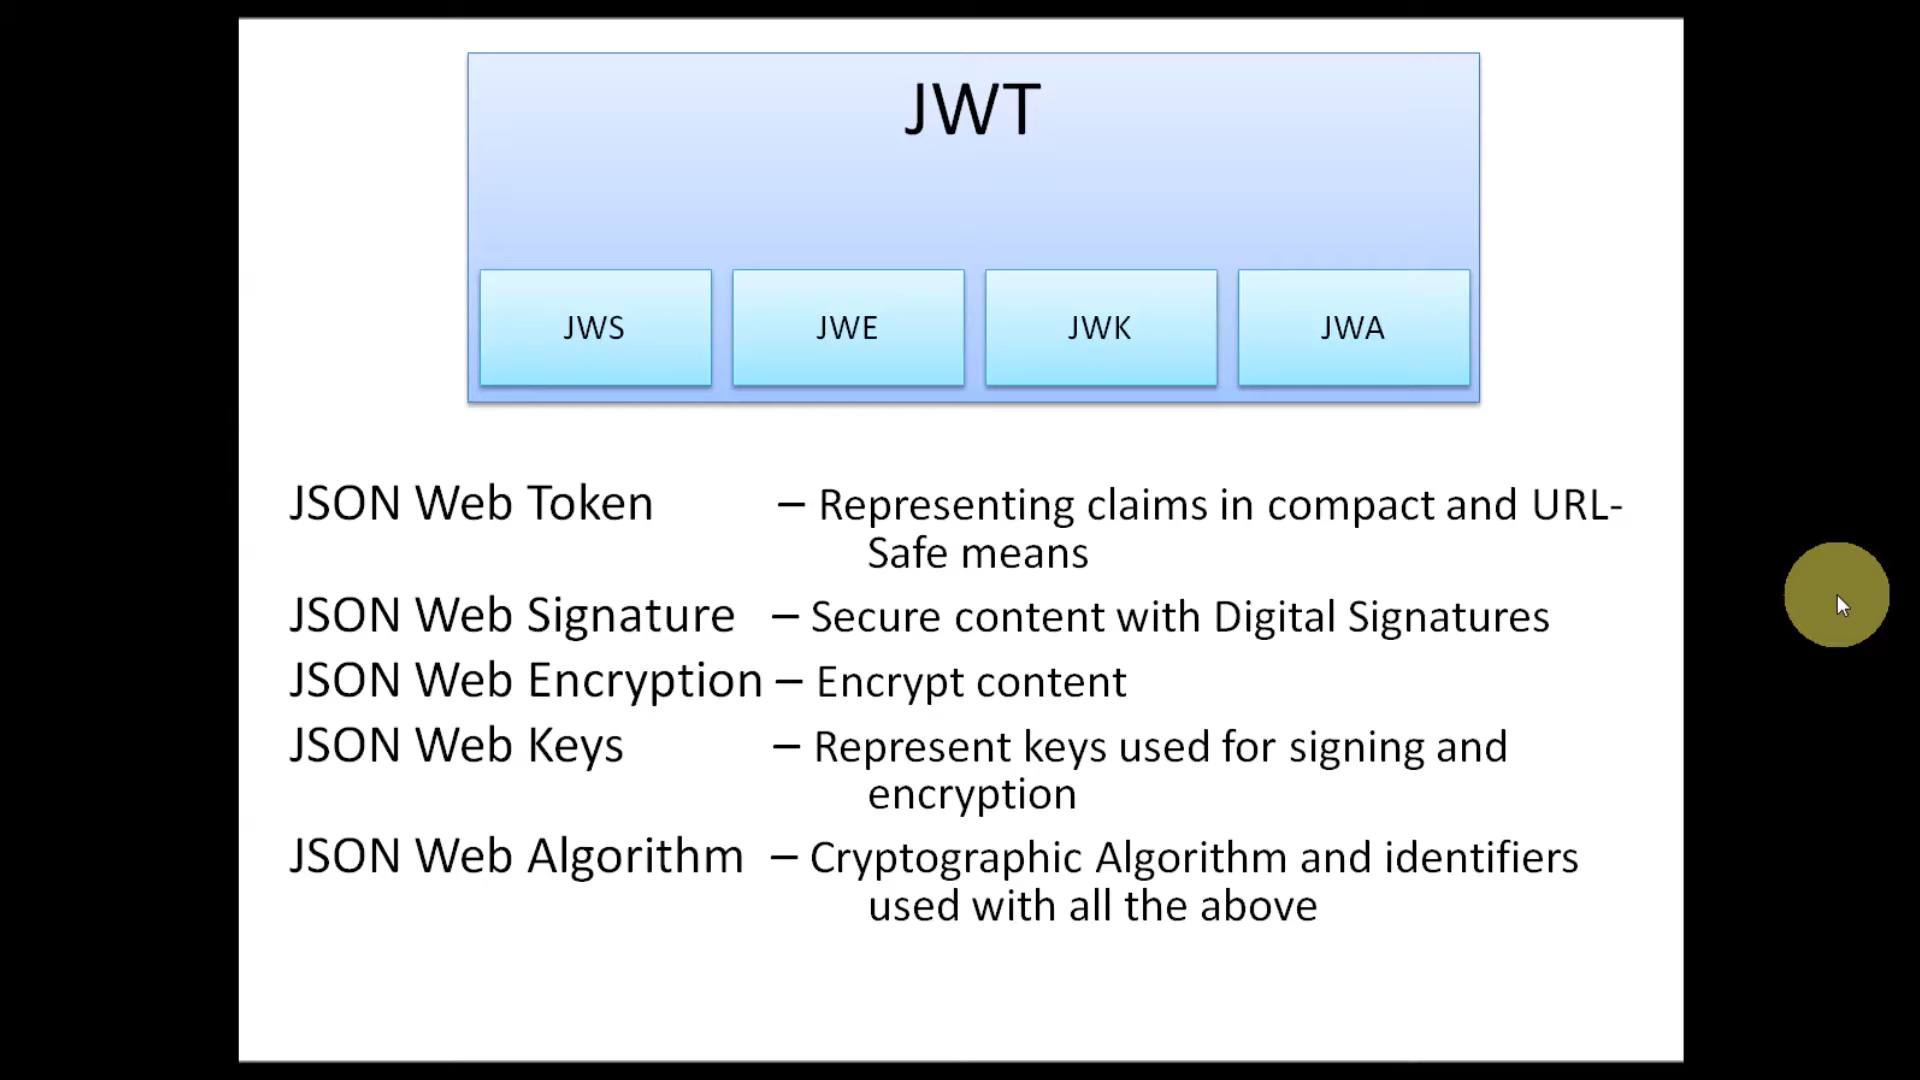 JWT
JWS JWE JWK JWA
JSON Web Token – Representing claims in compact and URL-
Safe means
JSON Web Signature – Secure content with Digital Signatures
JSON Web Encryption – Encrypt content
JSON Web Keys – Represent keys used for signing and
encryption
JSON Web Algorithm – Cryptographic Algorithm and identifiers
used with all the above